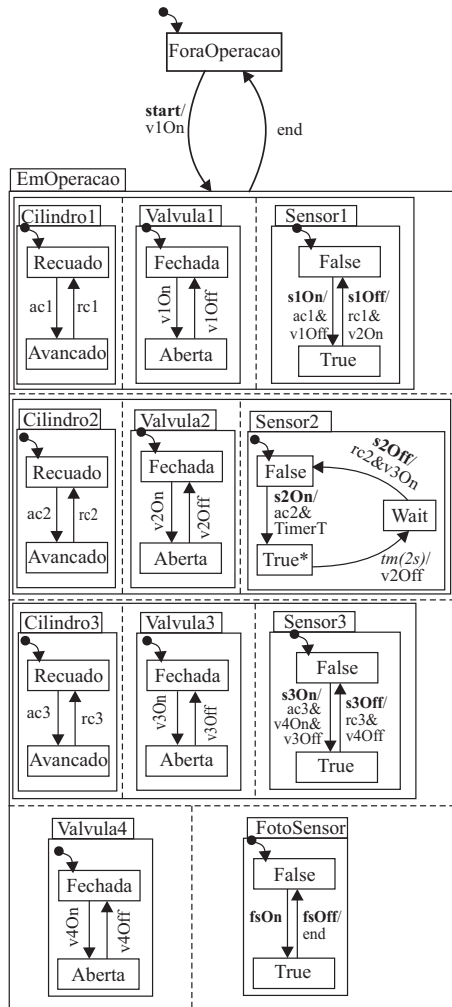 ForaOperacao
start/
v1On
end
EmOperacao
Cilindro1
Recuado
ac1
rc1
Avancado
Valvula1
Fechada
v1On
v1Off
Aberta
Sensor1
False
s1On/
ac1&
v1Off
s1Off/
rc1&
v2On
True
Cilindro2
Recuado
ac2
rc2
Avancado
Valvula2
Fechada
v2On
v2Off
Aberta
Sensor2
False
s2Off/
rc2&v3On
s2On/
ac2&
TimerT
Wait
True*
tm(2s)/
v2Off
Cilindro3
Recuado
ac3
rc3
Avancado
Valvula3
Fechada
v3On
v3Off
Aberta
Sensor3
False
s3On/
ac3&
v4On&
v3Off
s3Off/
rc3&
v4Off
True
Valvula4
Fechada
v4On
v4Off
Aberta
FotoSensor
False
fsOn
fsOff/
end
True